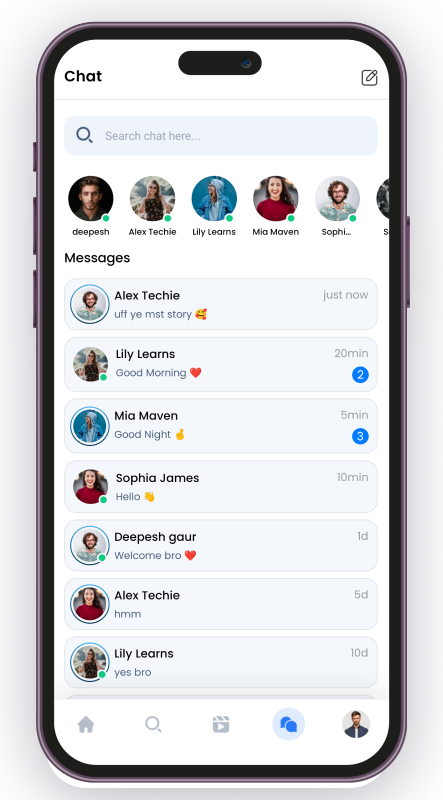 Chat
Search chat here...
deepesh Alex Techie Lily Learns Mia Maven Sophi...
Messages
Alex Techie just now
uff ye mst story 🥰
Lily Learns 20min
Good Morning ❤️ 2
Mia Maven 5min
Good Night 🤞 3
Sophia James 10min
Hello 👋
Deepesh gaur 1d
Welcome bro ❤️
Alex Techie 5d
hmm
Lily Learns 10d
yes bro